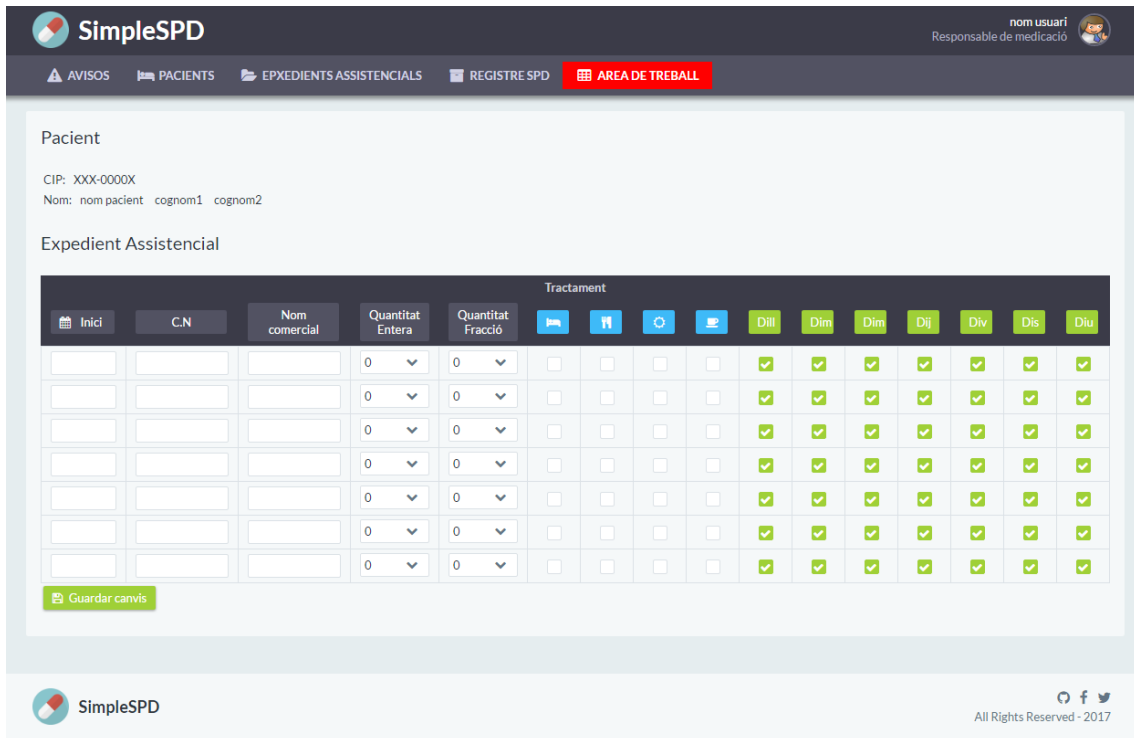 SimpleSPD
nom usuari
Responsable de medicació
AVISOS PACIENTS EPXEDIENTS ASSISTENCIALS REGISTRE SPD AREA DE TREBALL
Pacient
CIP: XXX-0000X
Nom: nom pacient cognom1 cognom2
Expedient Assistencial
Tractament
Inici C.N Nom comercial Quantitat Entera Quantitat Fracció Dill Dim Dim Dij Div Dis Diu
0 0
0 0
0 0
0 0
0 0
0 0
0 0
Guardar canvis
SimpleSPD
All Rights Reserved - 2017